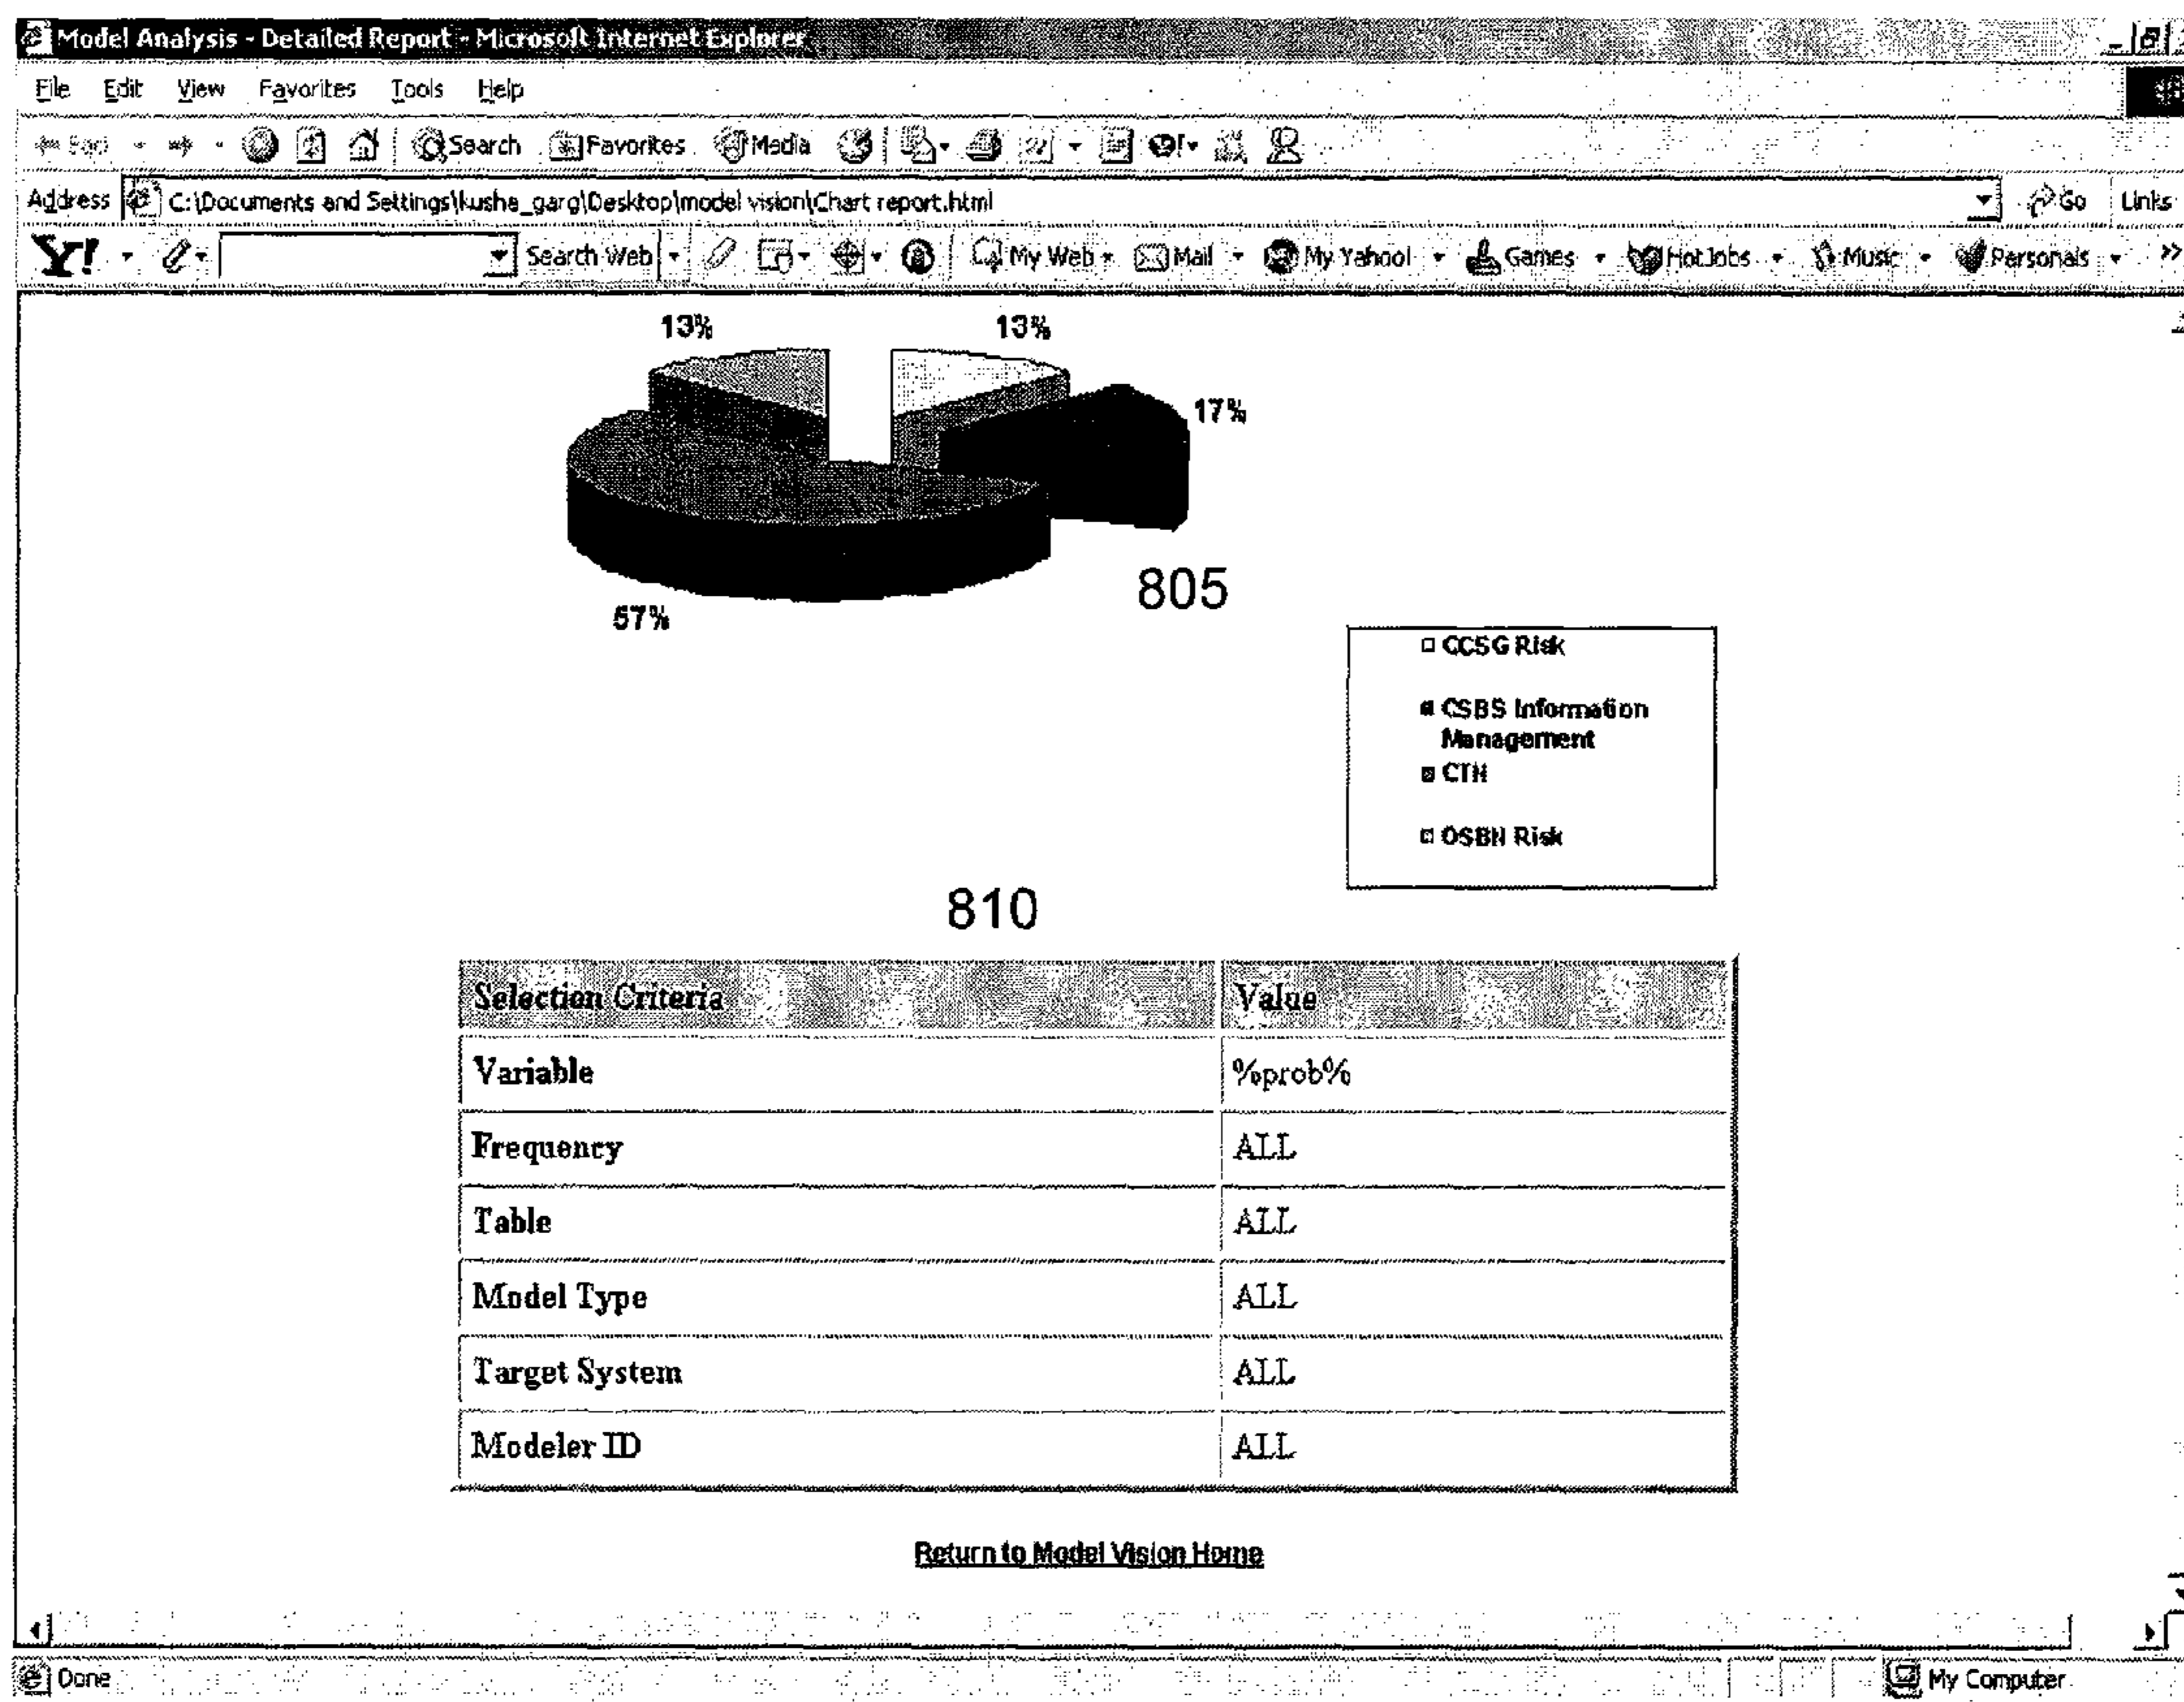 Model Analysis - Detailed Report - Microsoft Internet Explorer
File Edit View Favorites Tools Help
Search Favorites Media
Address C:\Documents and Settings\kusha_garg\Desktop\model vision\Chart report.html Go Links
Y! Search Web My Web Mail My Yahoo! Games HotJobs Music Personals »
13% 13%
17%
57%
805
CCSG Risk
CSBS Information
Management
OSBN Risk
810
Selection Criteria Value
Variable %prob%
Frequency ALL
Table ALL
Model Type ALL
Target System ALL
Modeler ID ALL
Return to Model Vision Home
Done My Computer